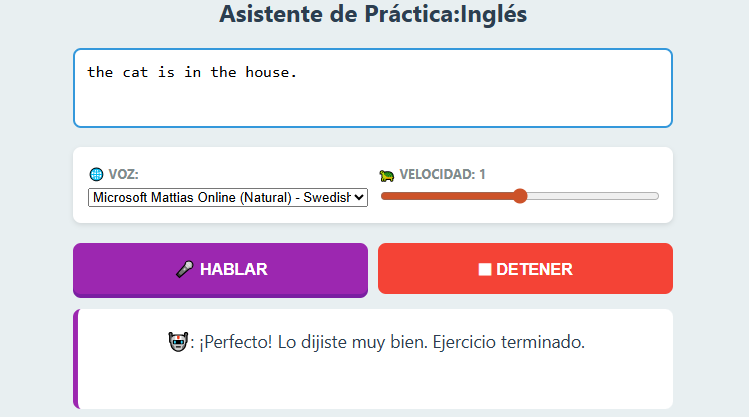 Asistente de Práctica:Inglés
the cat is in the house.
VOZ:
VELOCIDAD: 1
Microsoft Mattias Online (Natural) - Swedish
HABLAR
DETENER
: ¡Perfecto! Lo dijiste muy bien. Ejercicio terminado.